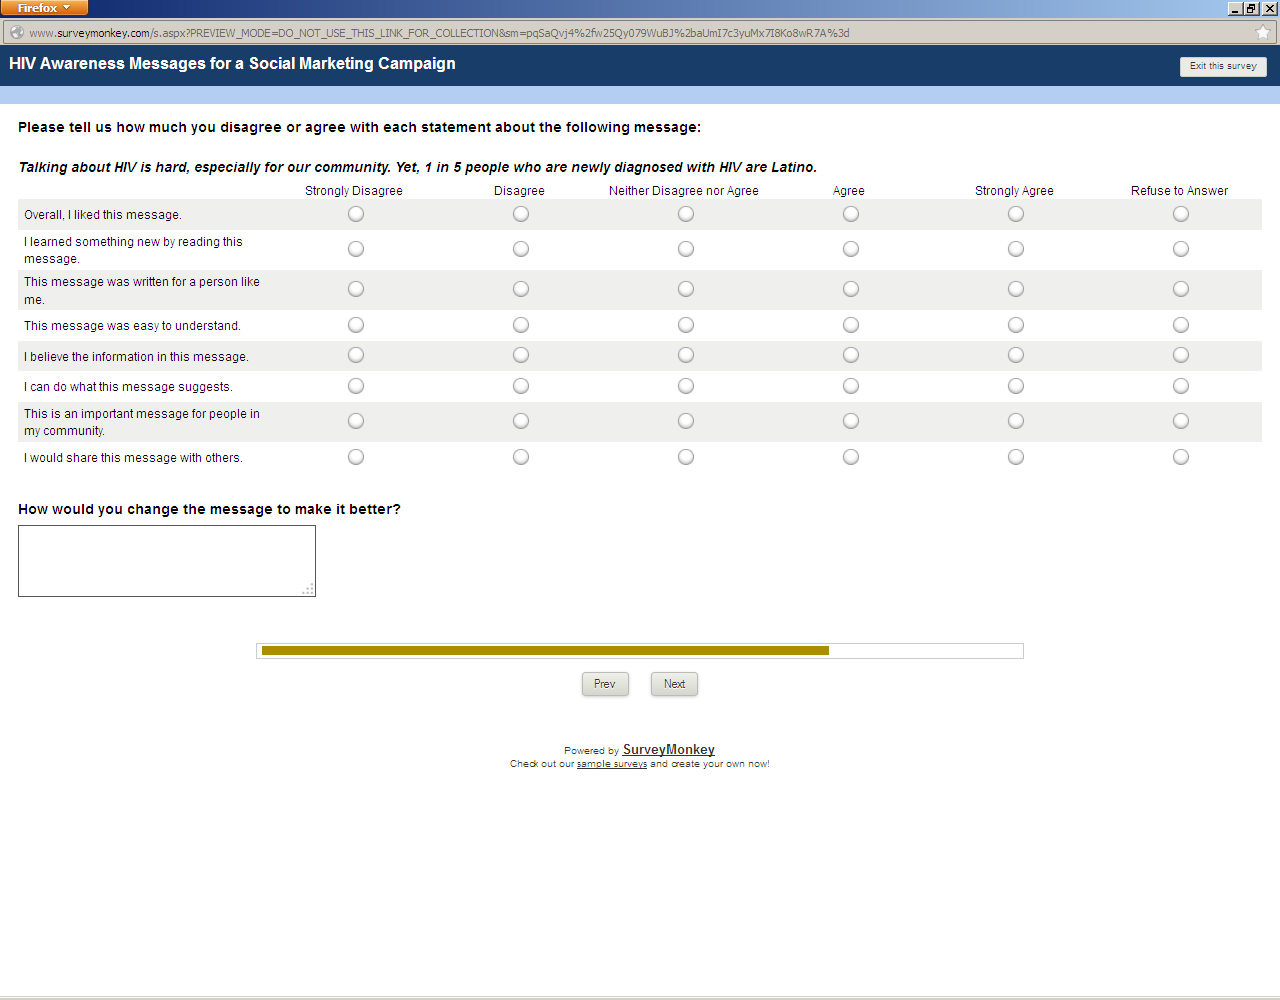 Firefox
www.surveymonkey.com/s.aspx?PREVIEW_MODE=DO_NOT_USE_THIS_LINK_FOR_COLLECTION&sm=pqSaQvj4%2fw25Qy079WuBJ%2baUmI7c3yuMx7I8Ko8wR7A%3d
HIV Awareness Messages for a Social Marketing Campaign
Exit this survey
Please tell us how much you disagree or agree with each statement about the following message:
Talking about HIV is hard, especially for our community. Yet, 1 in 5 people who are newly diagnosed with HIV are Latino.
Strongly Disagree Disagree Neither Disagree nor Agree Agree Strongly Agree Refuse to Answer
Overall, I liked this message.
I learned something new by reading this
message.
This message was written for a person like
me.
This message was easy to understand.
I believe the information in this message.
I can do what this message suggests.
This is an important message for people in
my community.
I would share this message with others.
How would you change the message to make it better?
Prev Next
Powered by SurveyMonkey
Check out our sample surveys and create your own now!